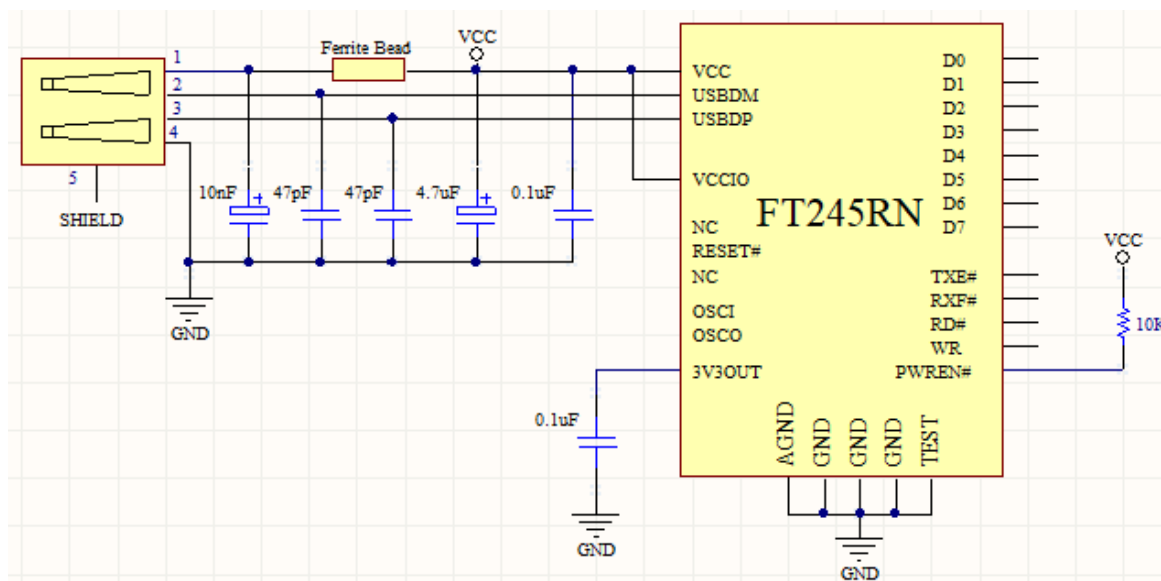 VCC
Ferrite Bead
1
2
3
4
5
SHIELD
10nF
47pF
47pF
4.7uF
0.1uF
GND
VCC
USBDM
USBDP
VCCIO
NC
RESET#
NC
OSCI
OSCO
3V3OUT
FT245RN
D0
D1
D2
D3
D4
D5
D6
D7
TXE#
RXF#
RD#
WR
PWREN#
AGND
GND
GND
GND
TEST
VCC
10K
0.1uF
GND
GND